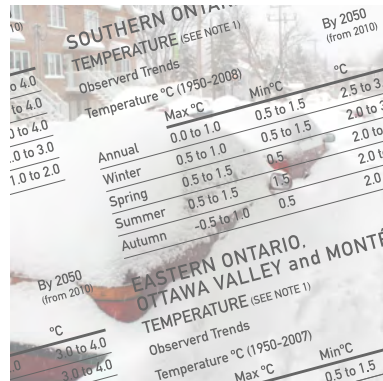 SOUTHERN
TEMPERATURE (SEE NOTE 1)
Observerd Trends
Temperature °C (1950-2008)
Max °C Min°C
Annual 0.0 to 1.0 0.5 to 1.5
Winter 0.5 to 1.0 0.5 to 1.5
Spring 0.5 to 1.5 0.5
Summer 0.5 to 1.5 1.5
Autumn -0.5 to 1.0 0.5
By 2050
(from 2010)
°C
2.5 to
2.0 to
2.0 to
2.0 to
2.0
to 4.0
to 4.0
to 4.0
to 3.0
1.0 to 2.0
By 2050
(from 2010)
°C
3.0 to 4.0
3.0 to 4.0
EASTERN ONTARIO,
OTTAWA VALLEY and
TEMPERATURE (SEE NOTE 1)
Observerd Trends
Temperature °C (1950-2007)
Max °C Min°C
0.5 to 1.5